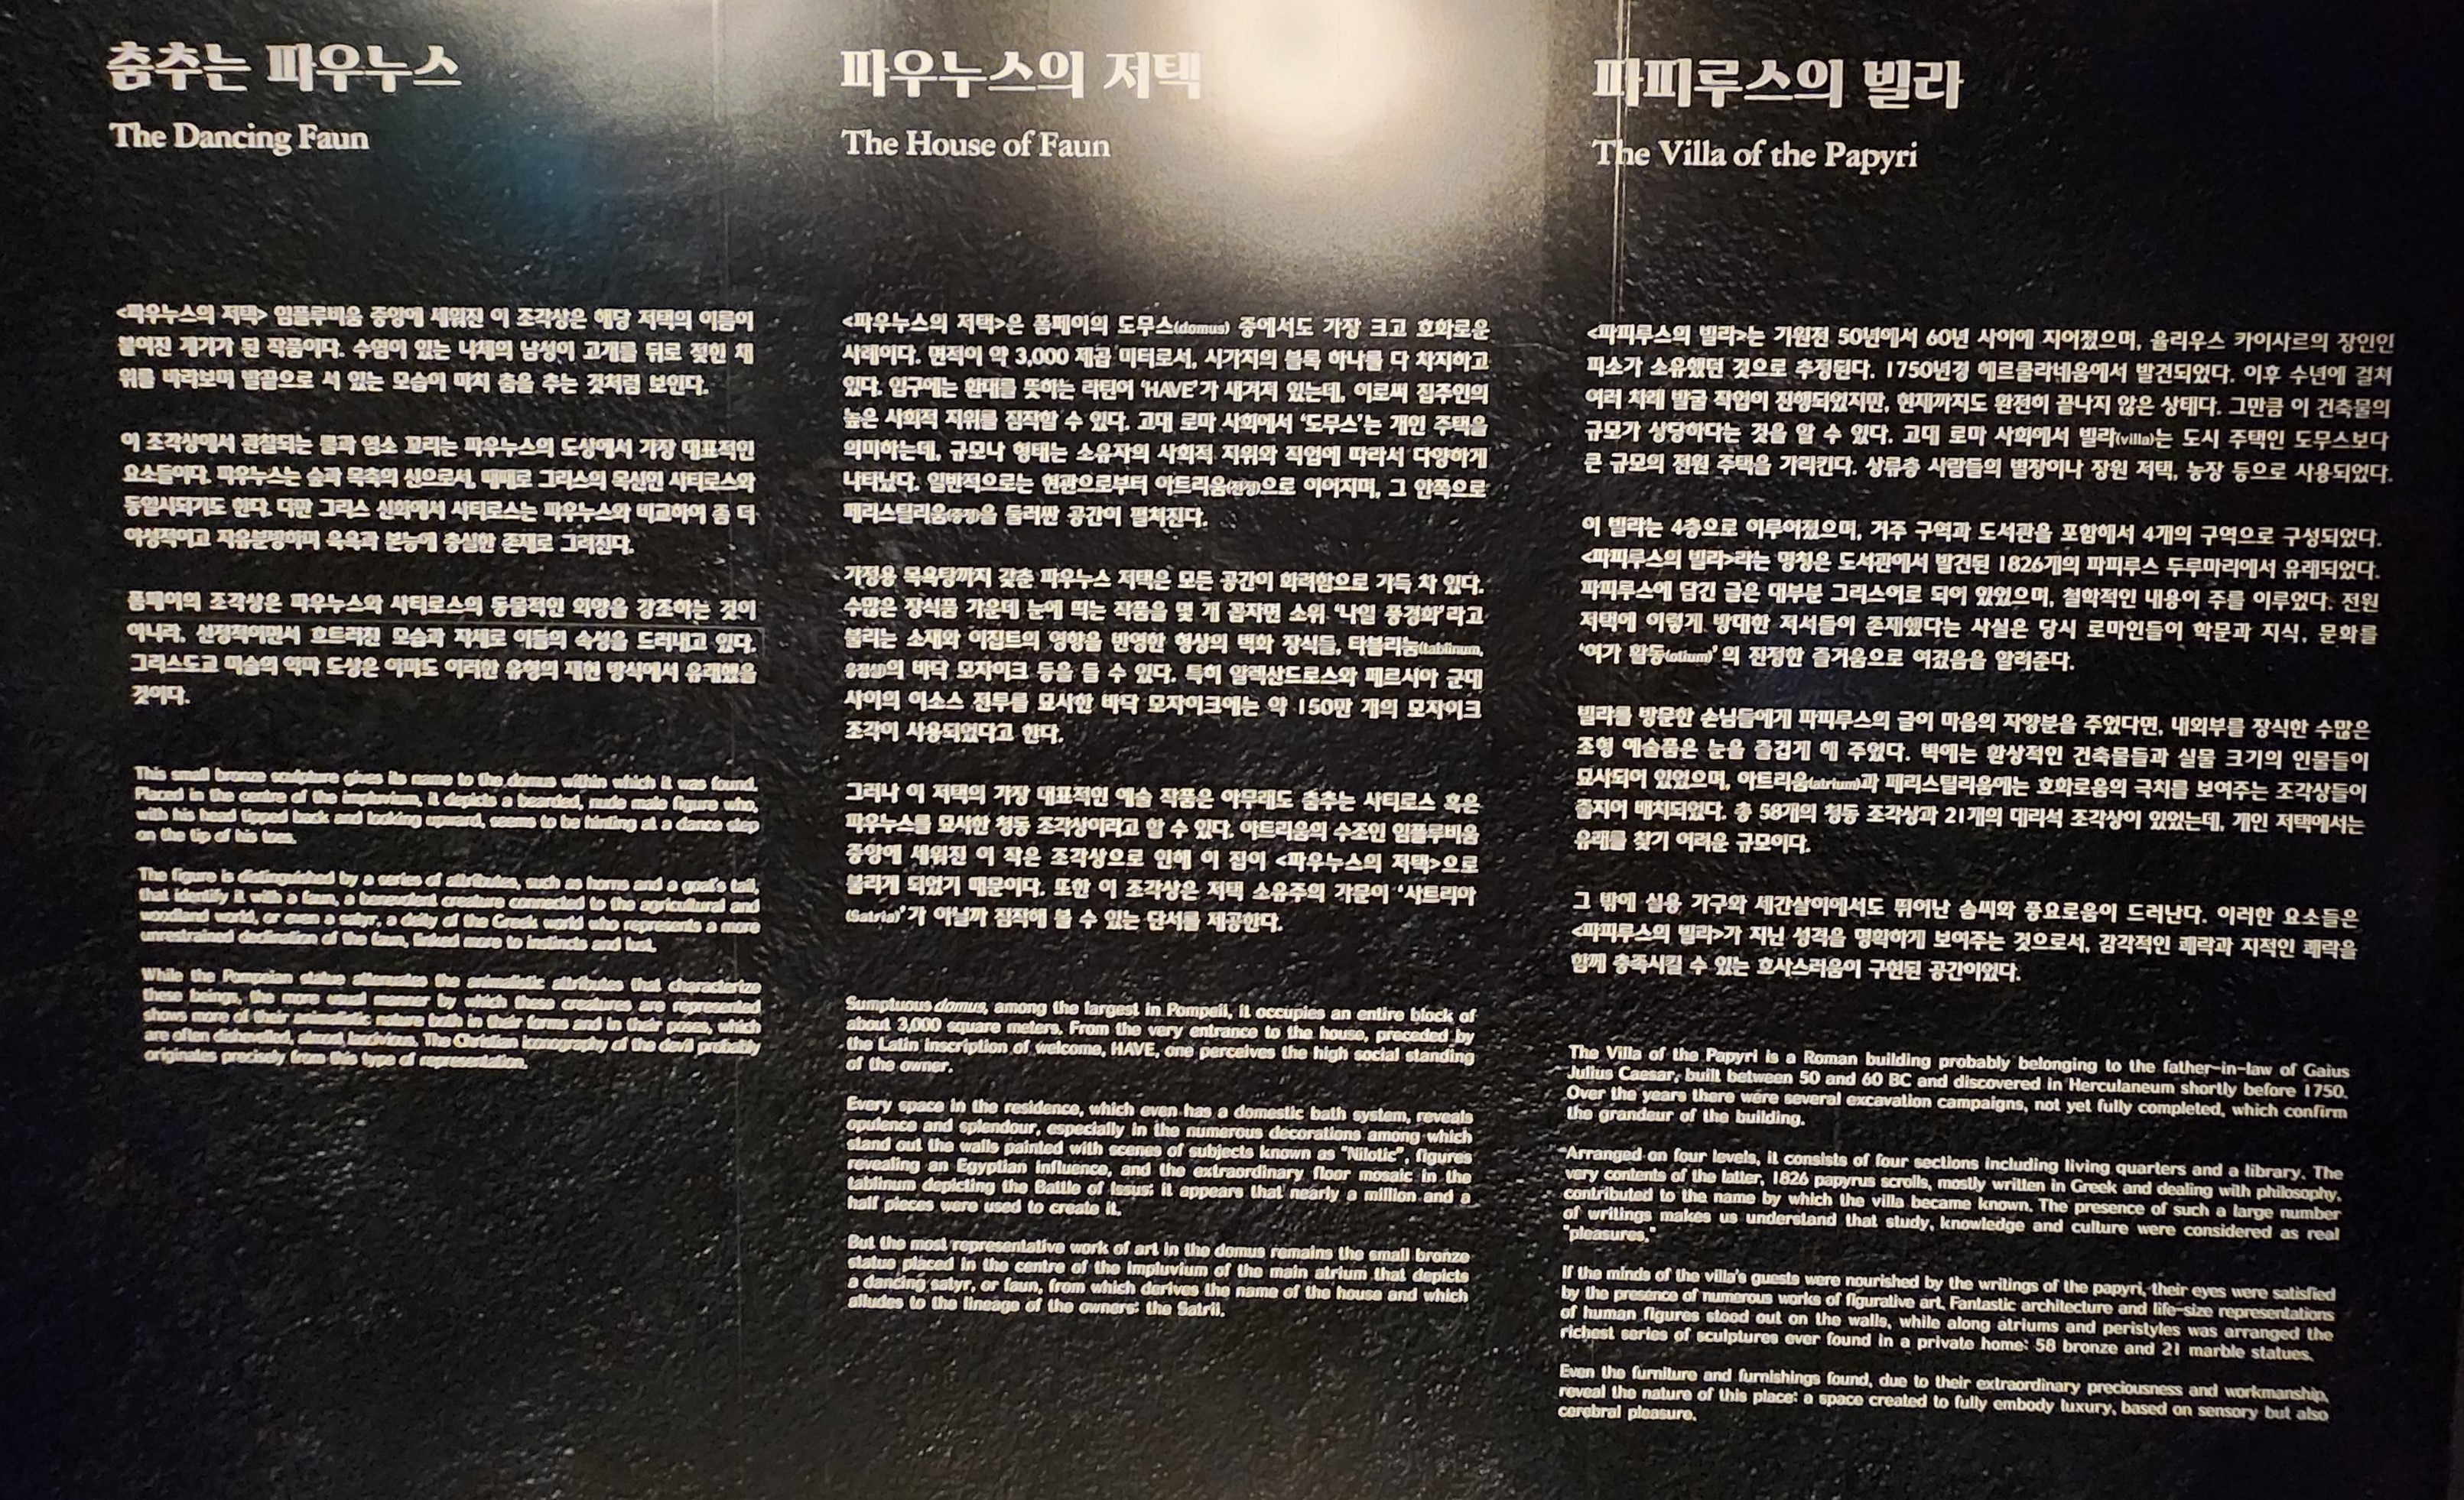 춤추는 파우누스
The Dancing Faun
<파우누스의 저택> 임플루비움 중앙에 세워진 이 조각상은 해당 저택의 이름이
붙여진 계기가 된 작품이다. 수염이 있는 나체의 남성이 고개를 뒤로 젖힌 채
위를 바라보며 발끝으로 서 있는 모습이 마치 춤을 추는 것처럼 보인다.
이 조각상에서 관찰되는 뿔과 염소 꼬리는 파우누스의 도상에서 가장 대표적인
요소들이다. 파우누스는 숲과 목축의 신으로서, 때때로 그리스의 목신인 사티로스와
동일시되기도 한다. 다만 그리스 신화에서 사티로스는 파우누스와 비교하여 좀 더
야성적이고 자유분방하며 욕욕과 본능에 충실한 존재로 그려진다.
폼페이의 조각상은 파우누스와 사티로스의 동물적인 외양을 강조하는 것이
아니라, 선정적이면서 흐트러진 모습과 자세로 이들의 속성을 드러내고 있다.
그리스도교 미술의 악마 도상은 아마도 이러한 유형의 재현 방식에서 유래했을
것이다.
This small bronze sculpture gives its name to the domus within which it was found.
Placed in the centre of the impluvium, it depicts a bearded, nude male figure who,
with his head tipped back and looking upward, seems to be hinting at a dance step
on the tip of his toes.
The figure is distinguished by a series of attributes, such as horns and a goat's tail,
that identify it with a faun, a benevolent creature connected to the agricultural and
woodland world, or even a satyr, a deity of the Greek world who represents a more
unrestrained declination of the faun, linked more to instincts and lust.
While the Pompeian statue attenuates the animalistic attributes that characterize
these beings, the more usual manner by which these creatures are represented
shows more of their animalistic nature both in their forms and in their poses, which
are often dishevelled, almost lascivious. The Christian iconography of the devil probably
originates precisely from this type of representation.
파우누스의 저택
The House of Faun
<파우누스의 저택>은 폼페이의 도무스(domus) 중에서도 가장 크고 호화로운
사례이다. 면적이 약 3,000 제곱 미터로서, 시가지의 블록 하나를 다 차지하고
있다. 입구에는 환대를 뜻하는 라틴어 ‘HAVE’가 새겨져 있는데, 이로써 집주인의
높은 사회적 지위를 짐작할 수 있다. 고대 로마 사회에서 ‘도무스’는 개인 주택을
의미하는데, 규모나 형태는 소유자의 사회적 지위와 직업에 따라서 다양하게
나타났다. 일반적으로는 현관으로부터 아트리움(전정)으로 이어지며, 그 안쪽으로
페리스틸리움(중정)을 둘러싼 공간이 펼쳐진다.
가정용 목욕탕까지 갖춘 파우누스 저택은 모든 공간이 화려함으로 가득 차 있다.
수많은 장식품 가운데 눈에 띄는 작품을 몇 개 꼽자면 소위 ‘나일 풍경화’라고
불리는 소재와 이집트의 영향을 반영한 형상의 벽화 장식들, 타블리눔(tablinum,
응접실)의 바닥 모자이크 등을 들 수 있다. 특히 알렉산드로스와 페르시아 군대
사이의 이소스 전투를 묘사한 바닥 모자이크에는 약 150만 개의 모자이크
조각이 사용되었다고 한다.
그러나 이 저택의 가장 대표적인 예술 작품은 아무래도 춤추는 사티로스 혹은
파우누스를 묘사한 청동 조각상이라고 할 수 있다. 아트리움의 수조인 임플루비움
중앙에 세워진 이 작은 조각상으로 인해 이 집이 <파우누스의 저택>으로
불리게 되었기 때문이다. 또한 이 조각상은 저택 소유주의 가문이 ‘사트리아
(Satria)’가 아닐까 짐작해 볼 수 있는 단서를 제공한다.
Sumptuous domus, among the largest in Pompeii, it occupies an entire block of
about 3,000 square meters. From the very entrance to the house, preceded by
the Latin inscription of welcome, HAVE, one perceives the high social standing
of the owner.
Every space in the residence, which even has a domestic bath system, reveals
opulence and splendour, especially in the numerous decorations among which
stand out the walls painted with scenes of subjects known as "Nilotic", figures
revealing an Egyptian influence, and the extraordinary floor mosaic in the
tablinum depicting the Battle of Issus: it appears that nearly a million and a
half pieces were used to create it.
But the most representative work of art in the domus remains the small bronze
statue placed in the centre of the impluvium of the main atrium that depicts
a dancing satyr, or faun, from which derives the name of the house and which
alludes to the lineage of the owners: the Satrii.
파피루스의 빌라
The Villa of the Papyri
<파피루스의 빌라>는 기원전 50년에서 60년 사이에 지어졌으며, 율리우스 카이사르의 장인인
피소가 소유했던 것으로 추정된다. 1750년경 헤르쿨라네움에서 발견되었다. 이후 수년에 걸쳐
여러 차례 발굴 작업이 진행되었지만, 현재까지도 완전히 끝나지 않은 상태다. 그만큼 이 건축물의
규모가 상당하다는 것을 알 수 있다. 고대 로마 사회에서 빌라(villa)는 도시 주택인 도무스보다
큰 규모의 전원 주택을 가리킨다. 상류층 사람들의 별장이나 장원 저택, 농장 등으로 사용되었다.
이 빌라는 4층으로 이루어졌으며, 거주 구역과 도서관을 포함해서 4개의 구역으로 구성되었다.
<파피루스의 빌라>라는 명칭은 도서관에서 발견된 1826개의 파피루스 두루마리에서 유래되었다.
파피루스에 담긴 글은 대부분 그리스어로 되어 있었으며, 철학적인 내용이 주를 이루었다. 전원
저택에 이렇게 방대한 저서들이 존재했다는 사실은 당시 로마인들이 학문과 지식, 문화를
‘여가 활동(otium)’의 진정한 즐거움으로 여겼음을 알려준다.
빌라를 방문한 손님들에게 파피루스의 글이 마음의 자양분을 주었다면, 내외부를 장식한 수많은
조형 예술품은 눈을 즐겁게 해 주었다. 벽에는 환상적인 건축물들과 실물 크기의 인물들이
묘사되어 있었으며, 아트리움(atrium)과 페리스틸리움에는 호화로움의 극치를 보여주는 조각상들이
줄지어 배치되었다. 총 58개의 청동 조각상과 21개의 대리석 조각상이 있었는데, 개인 저택에서는
유래를 찾기 어려운 규모이다.
그 밖에 실용 가구와 세간살이에서도 뛰어난 솜씨와 풍요로움이 드러난다. 이러한 요소들은
<파피루스의 빌라>가 지닌 성격을 명확하게 보여주는 것으로서, 감각적인 쾌락과 지적인 쾌락을
함께 충족시킬 수 있는 호사스러움이 구현된 공간이었다.
The Villa of the Papyri is a Roman building probably belonging to the father-in-law of Gaius
Julius Caesar, built between 50 and 60 BC and discovered in Herculaneum shortly before 1750.
Over the years there were several excavation campaigns, not yet fully completed, which confirm
the grandeur of the building.
Arranged on four levels, it consists of four sections including living quarters and a library. The
very contents of the latter, 1826 papyrus scrolls, mostly written in Greek and dealing with philosophy,
contributed to the name by which the villa became known. The presence of such a large number
of writings makes us understand that study, knowledge and culture were considered as real
"pleasures."
If the minds of the villa's guests were nourished by the writings of the papyri, their eyes were satisfied
by the presence of numerous works of figurative art. Fantastic architecture and life-size representations
of human figures stood out on the walls, while along atriums and peristyles was arranged the
richest series of sculptures ever found in a private home: 58 bronze and 21 marble statues.
Even the furniture and furnishings found, due to their extraordinary preciousness and workmanship,
reveal the nature of this place: a space created to fully embody luxury, based on sensory but also
cerebral pleasure.